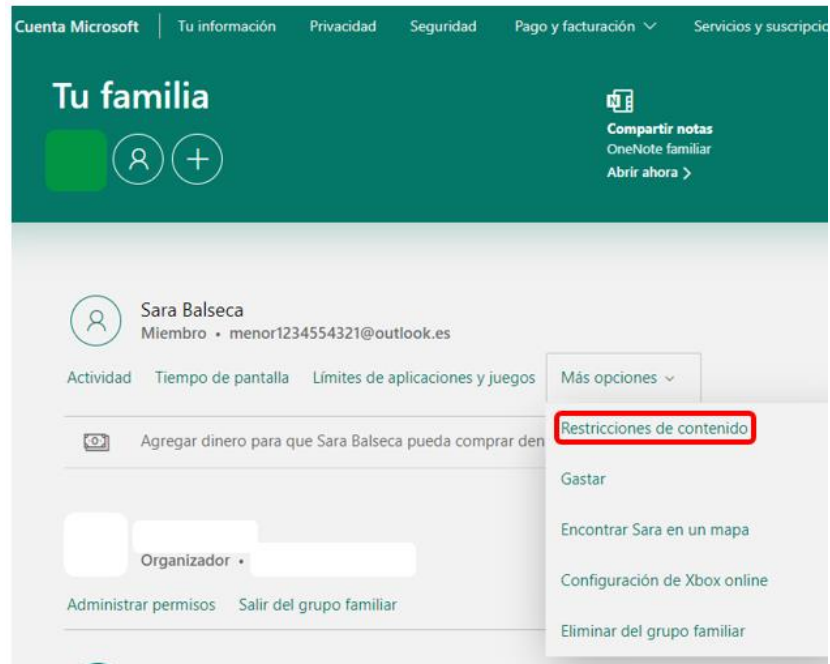 Cuenta Microsoft Tu información Privacidad Seguridad Pago y facturación Servicios y
Tu familia
Compartir notas
OneNote familiar
Abrir ahora
Sara Balseca
Miembro • menor1234554321@outlook.es
Actividad Tiempo de pantalla Límites de aplicaciones y juegos Más opciones
Agregar dinero para que Sara Balseca pueda comprar
Restricciones de contenido
Gastar
Encontrar Sara en un mapa
Configuración de Xbox online
Eliminar del grupo familiar
Organizador •
Administrar permisos Salir del grupo familiar